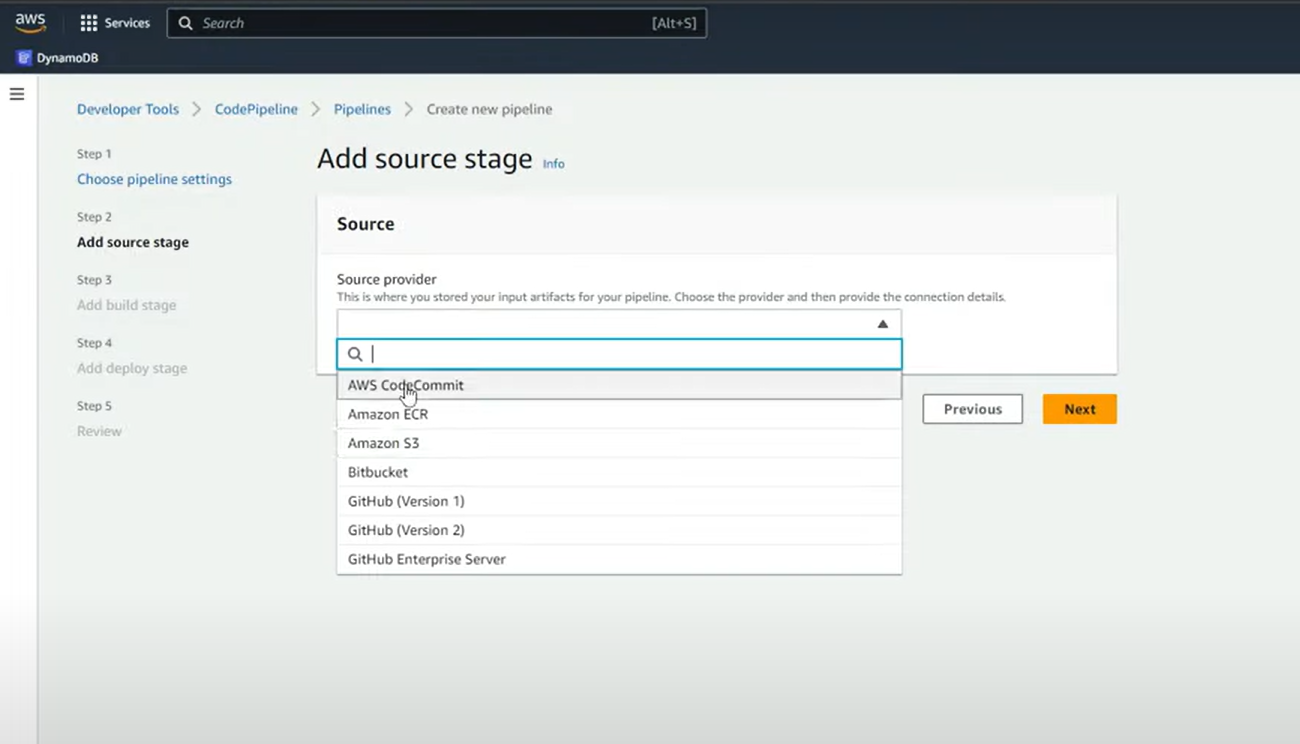 aws
Services
Search
[Alt+S]
DynamoDB
Developer Tools > CodePipeline > Pipelines > Create new pipeline
Step 1
Choose pipeline settings
Step 2
Add source stage
Step 3
Add build stage
Step 4
Add deploy stage
Step 5
Review
Add source stage Info
Source
Source provider
This is where you stored your input artifacts for your pipeline. Choose the provider and then provide the connection details.
AWS CodeCommit
Amazon ECR
Amazon S3
Bitbucket
GitHub (Version 1)
GitHub (Version 2)
GitHub Enterprise Server
Previous
Next